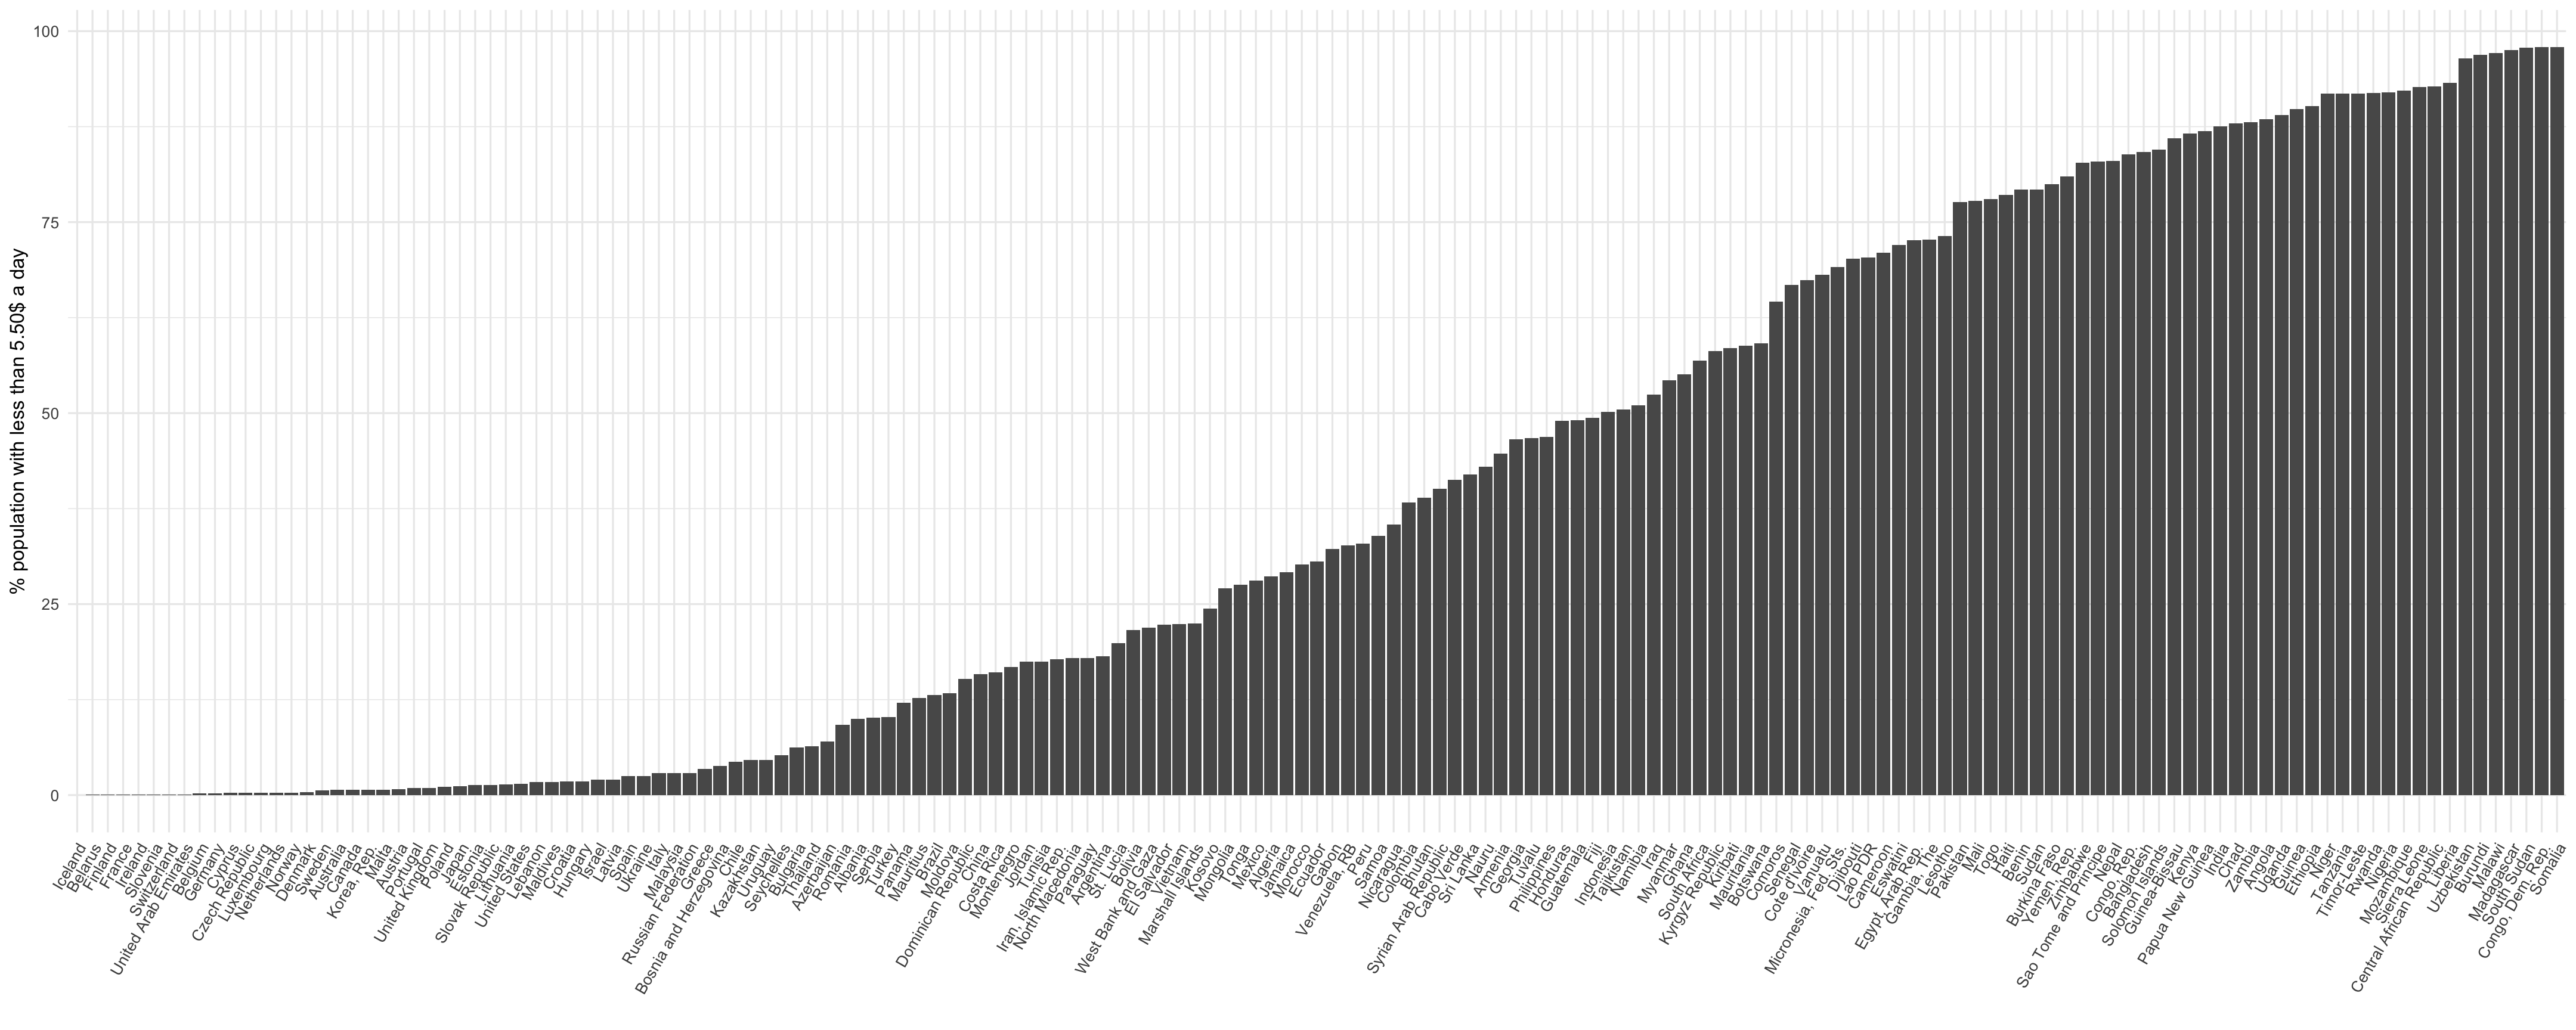 % population with less than 5.50$ a day
100
75
50
25
0
Iceland
Belarus
Finland
France
Ireland
Slovenia
Switzerland
United Arab Emirates
Belgium
Germany
Cyprus
Czech Republic
Luxembourg
Netherlands
Norway
Denmark
Sweden
Australia
Canada
Korea, Rep.
Malta
Austria
Portugal
United Kingdom
Poland
Japan
Estonia
Slovak Republic
Lithuania
United States
Lebanon
Maldives
Croatia
Hungary
Israel
Latvia
Spain
Ukraine
Italy
Malaysia
Russian Federation
Greece
Bosnia and Herzegovina
Chile
Kazakhstan
Uruguay
Seychelles
Bulgaria
Thailand
Azerbaijan
Romania
Albania
Serbia
Turkey
Panama
Mauritius
Brazil
Moldova
Dominican Republic
China
Costa Rica
Montenegro
Jordan
Tunisia
Iran, Islamic Rep.
North Macedonia
Paraguay
Argentina
St. Lucia
Bolivia
West Bank and Gaza
El Salvador
Vietnam
Marshall Islands
Kosovo
Mongolia
Tonga
Mexico
Algeria
Jamaica
Morocco
Ecuador
Gabon
Venezuela, RB
Peru
Samoa
Nicaragua
Colombia
Bhutan
Syrian Arab Republic
Cabo Verde
Sri Lanka
Nauru
Armenia
Georgia
Tuvalu
Philippines
Honduras
Guatemala
Fiji
Indonesia
Tajikistan
Namibia
Iraq
Myanmar
Ghana
South Africa
Kyrgyz Republic
Kiribati
Mauritania
Botswana
Comoros
Senegal
Cote d'Ivoire
Vanuatu
Micronesia, Fed. Sts.
Djibouti
Lao PDR
Cameroon
Eswatini
Egypt, Arab Rep.
Gambia, The
Lesotho
Pakistan
Mali
Togo
Haiti
Benin
Sudan
Burkina Faso
Yemen, Rep.
Zimbabwe
Sao Tome and Principe
Nepal
Congo, Rep.
Bangladesh
Solomon Islands
Guinea-Bissau
Kenya
Papua New Guinea
India
Chad
Zambia
Angola
Uganda
Guinea
Ethiopia
Niger
Tanzania
Timor-Leste
Rwanda
Nigeria
Mozambique
Sierra Leone
Central African Republic
Liberia
Uzbekistan
Burundi
Malawi
Madagascar
South Sudan
Congo, Dem. Rep.
Somalia